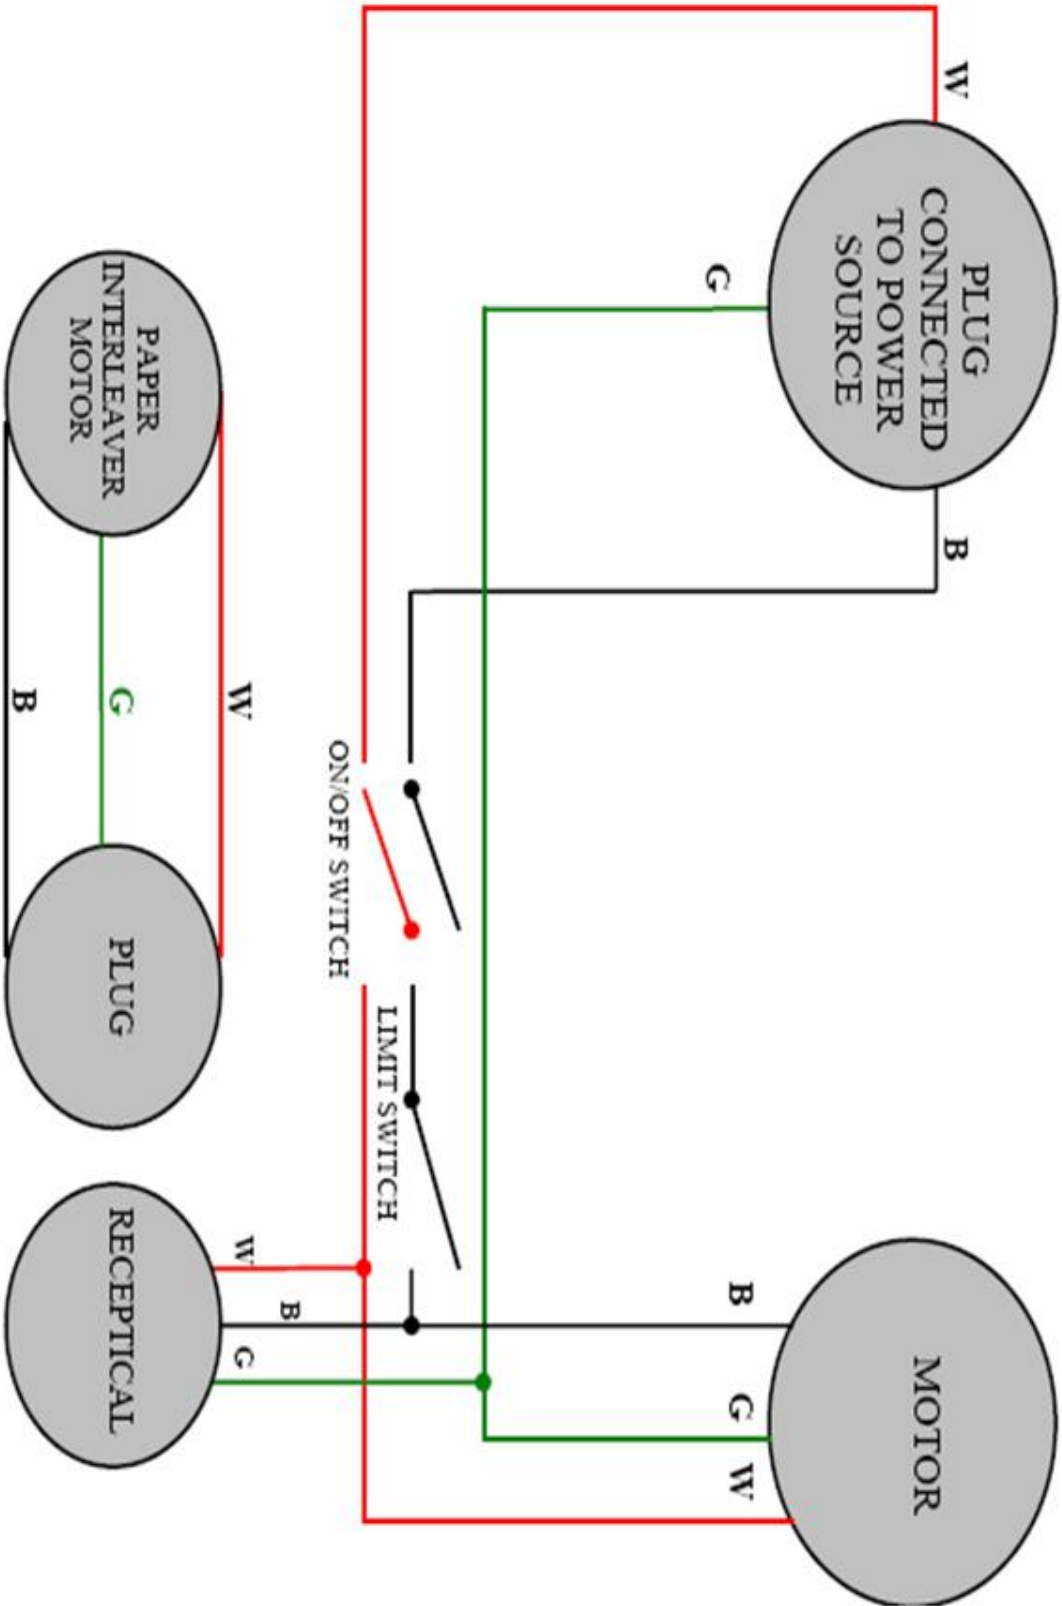 W
PLUG
CONNECTED
TO POWER
SOURCE
B
G
MOTOR
B
G
W
ON/OFF SWITCH
LIMIT SWITCH
PAPER
INTERLEAVER
MOTOR
W
G
B
PLUG
W
B
G
RECEPTICAL